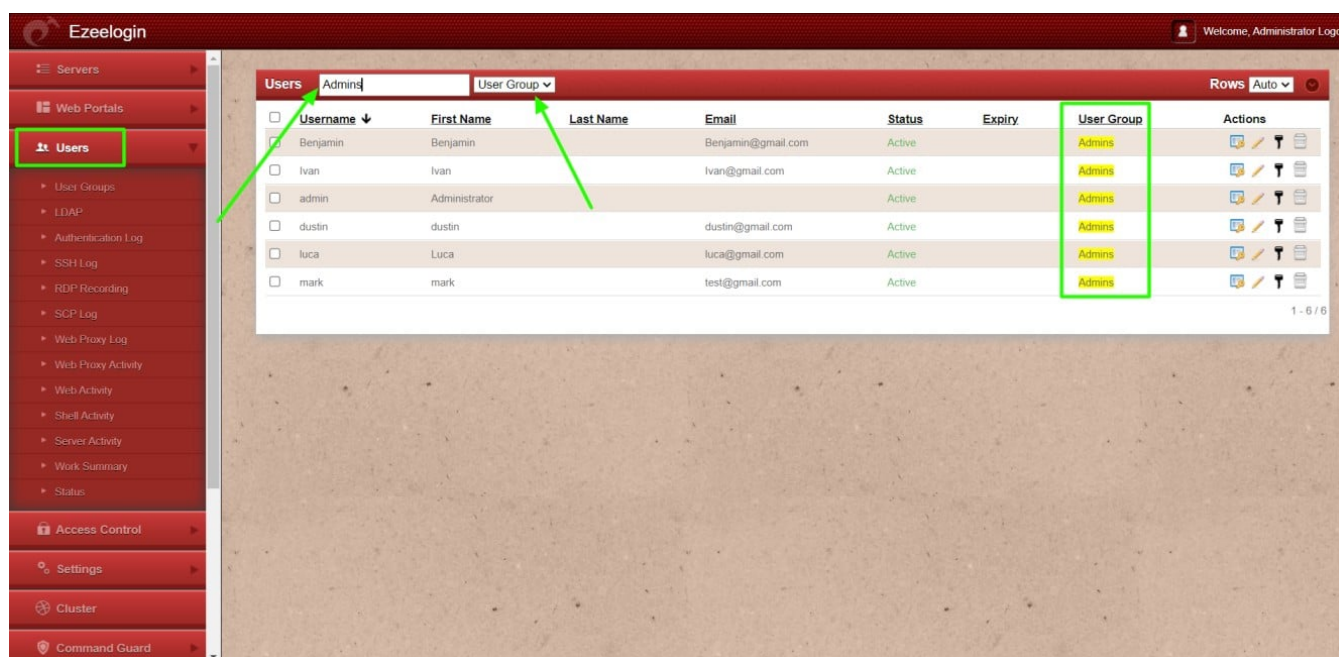 Ezeelogin
Welcome, Administrator Logo
Servers
Web Portals
Users
User Groups
LDAP
Authentication Log
SSH Log
RDP Recording
SCP Log
Web Proxy Log
Web Proxy Activity
Web Activity
Shell Activity
Server Activity
Work Summary
Status
Access Control
Settings
Cluster
Command Guard
Users Admins User Group Rows Auto
Username First Name Last Name Email Status Expiry User Group Actions
Benjamin Benjamin Benjamin@gmail.com Active Admins
Ivan Ivan Ivan@gmail.com Active Admins
admin Administrator Active Admins
dustin dustin dustin@gmail.com Active Admins
luca Luca luca@gmail.com Active Admins
mark mark test@gmail.com Active Admins
1 - 6 / 6